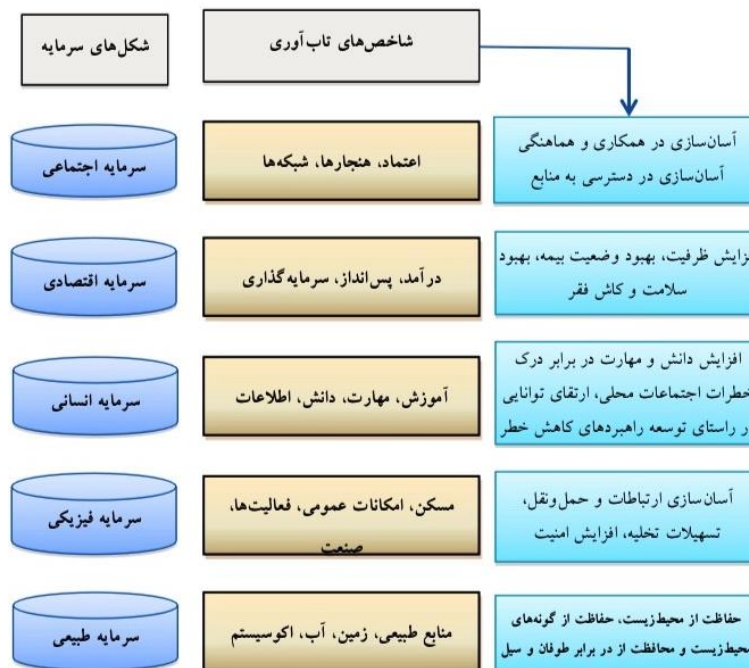 شکل‌های سرمایه
شاخص‌های تاب‌آوری
سرمایه اجتماعی
اعتماد، هنجارها، شبکه‌ها
آسان‌سازی در همکاری و هماهنگی
آسان‌سازی در دسترسی به منابع
سرمایه اقتصادی
درآمد، پس‌انداز، سرمایه‌گذاری
ظرفیت، بهبود وضعیت بیمه، بهبود
سلامت و کاش فقر
سرمایه انسانی
آموزش، مهارت، دانش، اطلاعات
افزایش دانش و مهارت در برابر درک
خطرات اجتماعات محلی، ارتقای توانایی
راستای توسعه راهبردهای کاهش خطر
سرمایه فیزیکی
مسکن، امکانات عمومی، فعالیت‌ها،
صنعت
آسان‌سازی ارتباطات و حمل‌ونقل،
تسهیلات تخلیه، افزایش امنیت
سرمایه طبیعی
منابع طبیعی، زمین، آب، اکوسیستم
حفاظت از محیط‌زیست، حفاظت از گونه‌های
محیط‌زیست و محافظت از در برابر طوفان و سیل